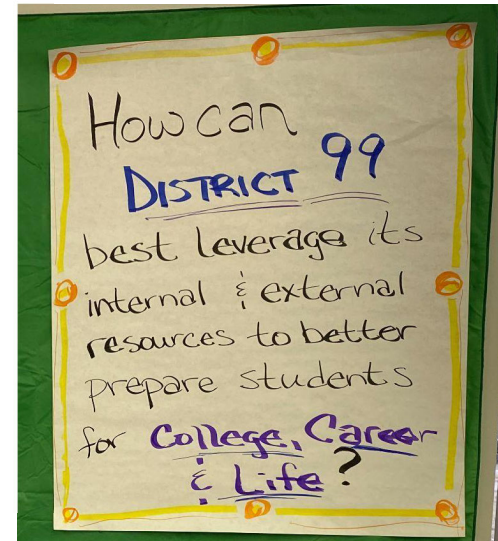 How can
DISTRICT 99
best leverage its
internal & external
resources to better
prepare students
for College, Career
& Life?